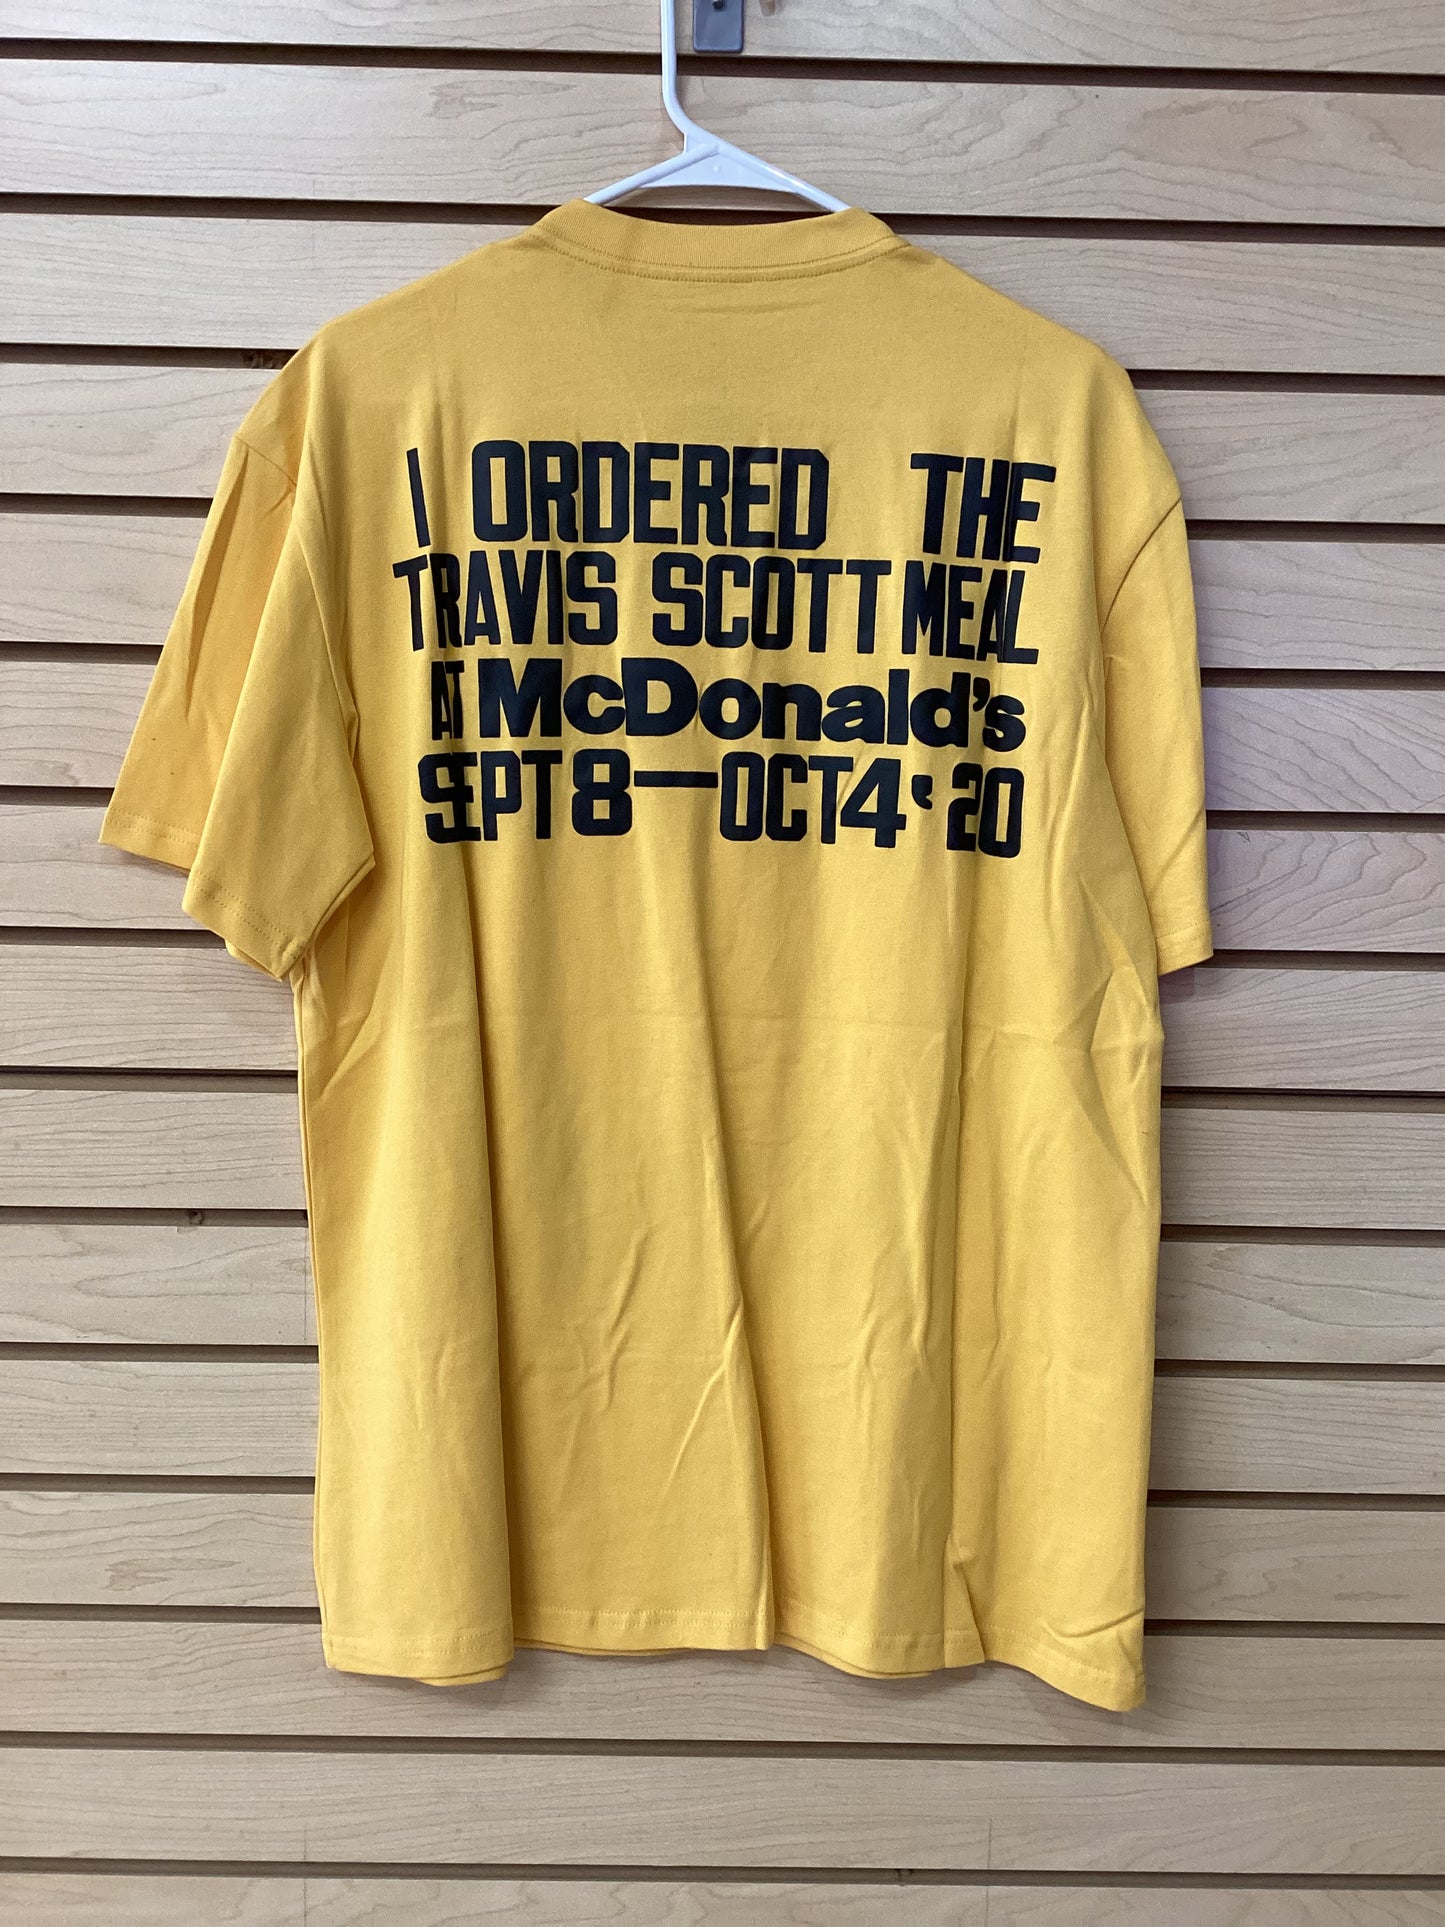 I ORDERED THE
TRAVIS SCOTT MEAL
AT McDonald's
SEPT 8—OCT 4 '20